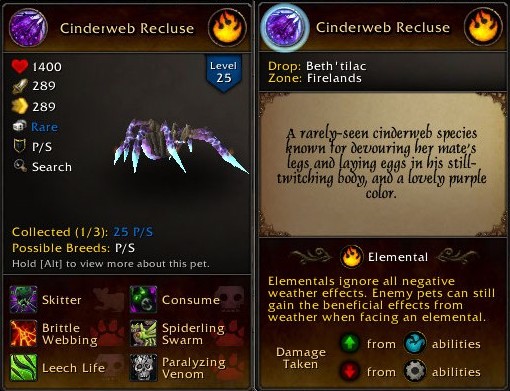 Cinderweb Recluse
1400
Level
25
289
289
Rare
P/S
Search
Collected (1/3): 25 P/S
Possible Breeds: P/S
Hold [Alt] to view more about this pet.
Skitter
Consume
Brittle
Webbing
Spiderling
Swarm
Leech Life
Paralyzing
Venom
Cinderweb Recluse
Drop: Beth'tilac
Zone: Firelands
A rarely-seen cinderweb species
known for devouring her mate's
legs and laying eggs in his still-
twitching body, and a lovely purple
color.
Elemental
Elementals ignore all negative
weather effects. Enemy pets can still
gain the beneficial effects from
weather when facing an elemental.
Damage
Taken
from abilities
from abilities